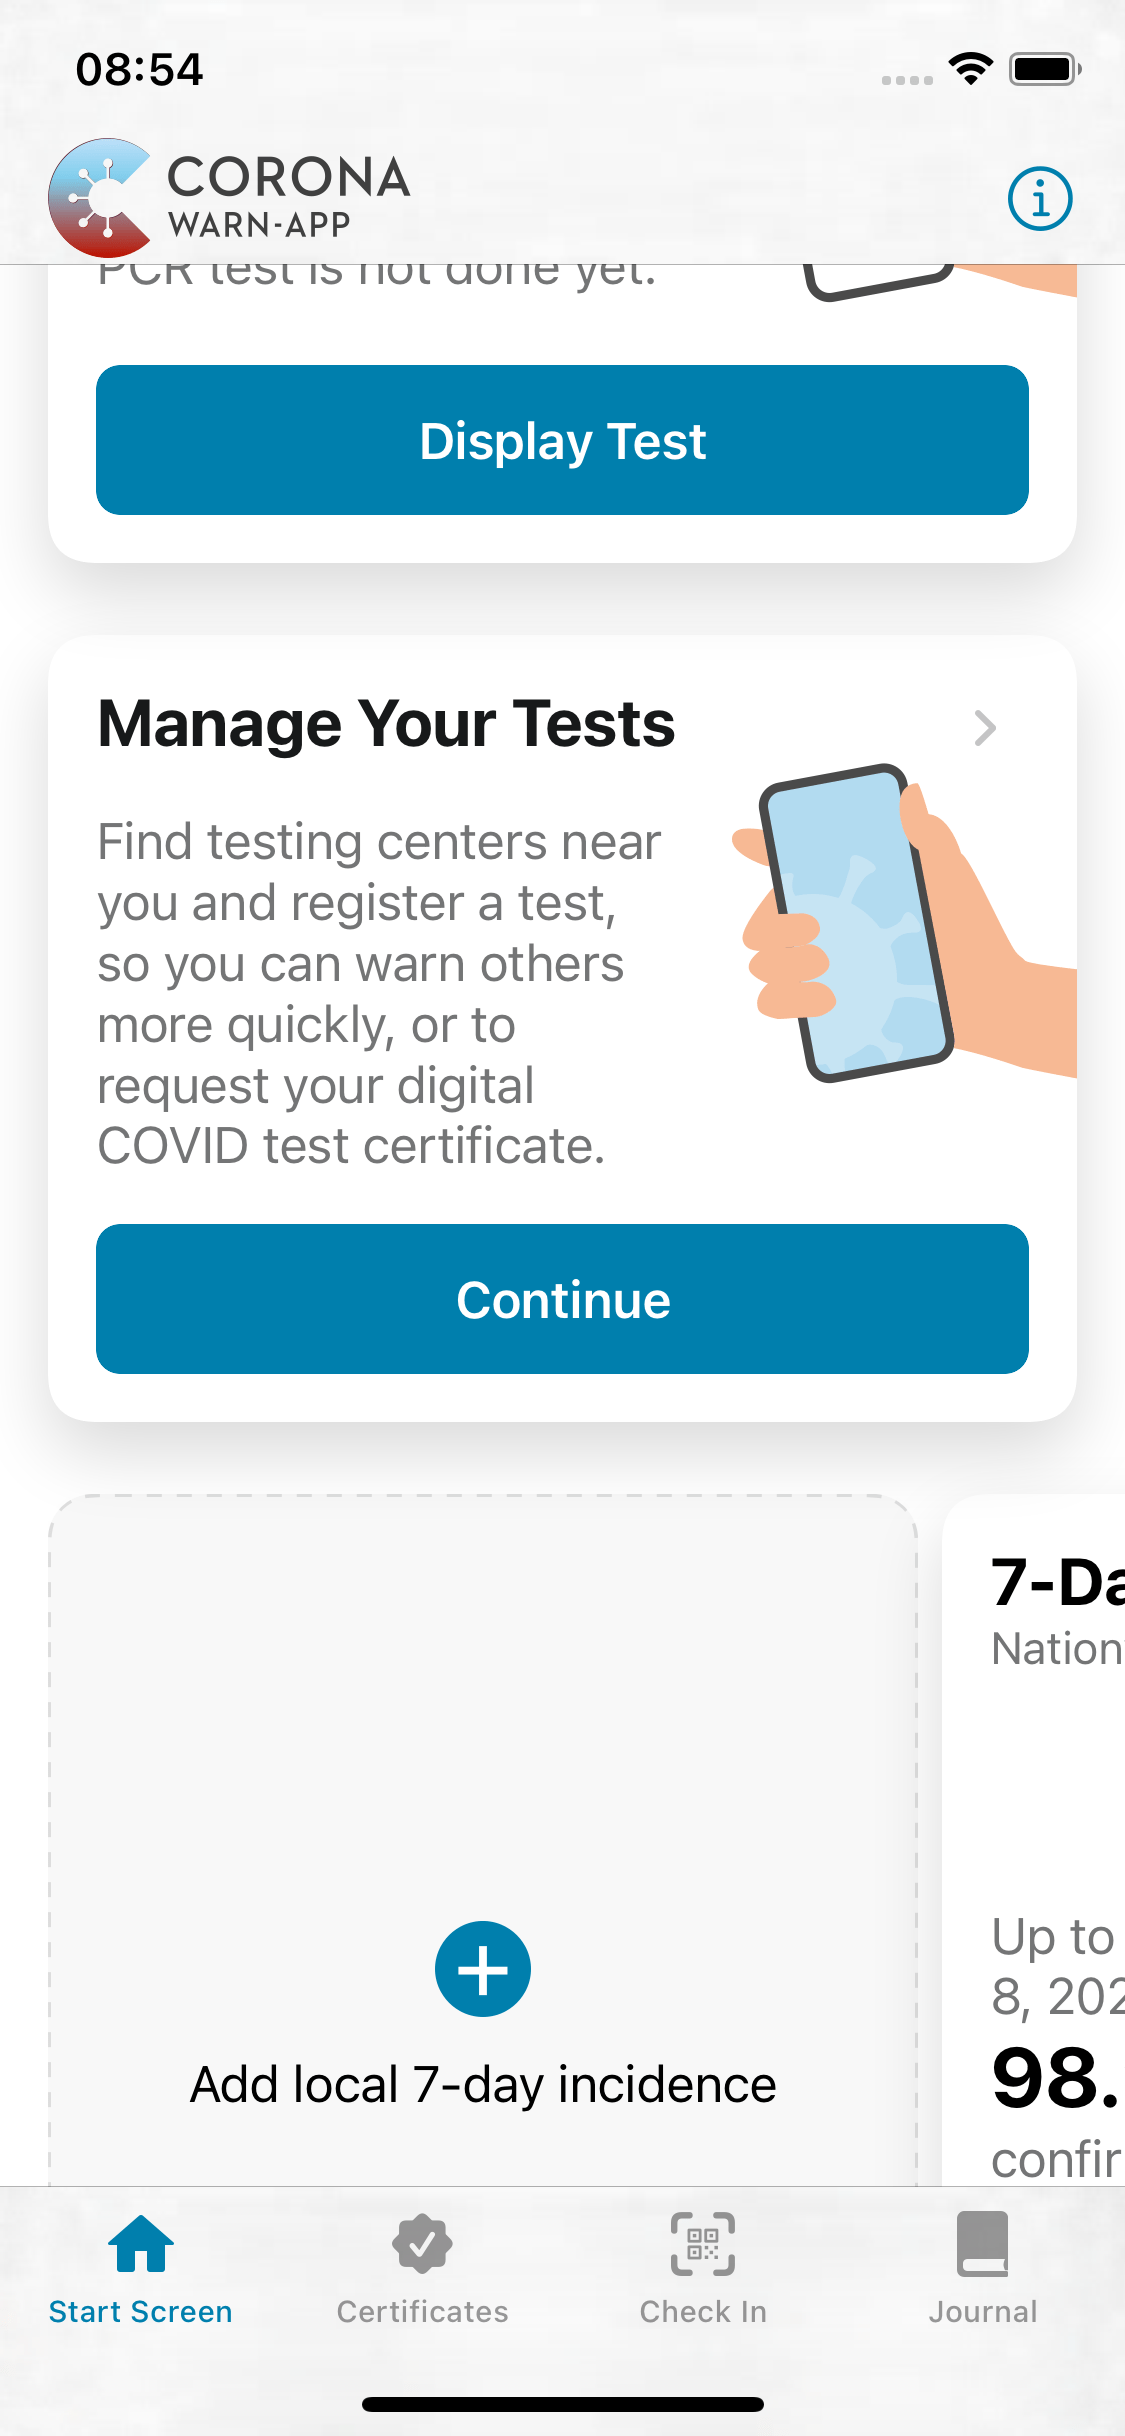 08:54
CORONA
WARN-APP
PCR test is not done yet.
Display Test
Manage Your Tests
Find testing centers near
you and register a test,
so you can warn others
more quickly, or to
request your digital
COVID test certificate.
Continue
7-Da
Nation
Up to
8, 202
98.
confir
Add local 7-day incidence
Start Screen
Certificates
Check In
Journal